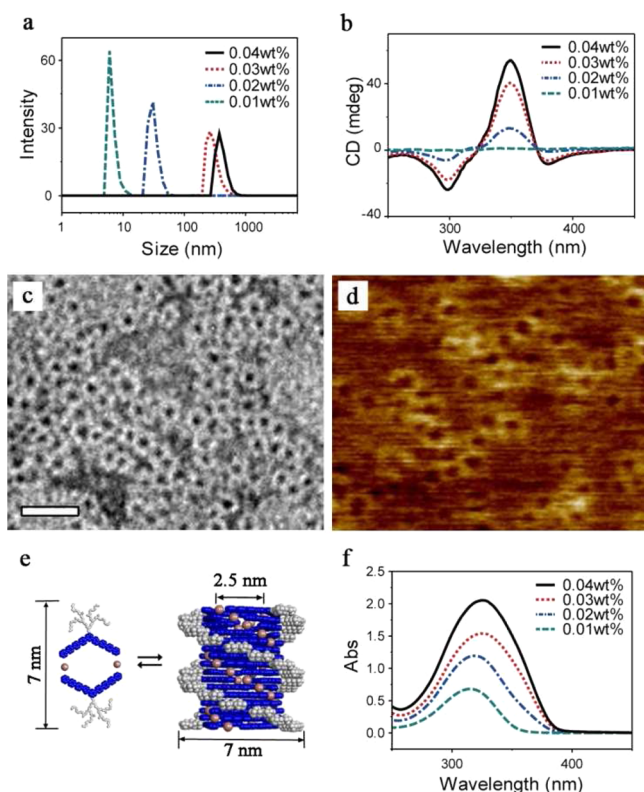 a
0.04wt%
0.03wt%
0.02wt%
0.01wt%
60
30
0
Intensity
1 10 100 1000
Size (nm)
b
0.04wt%
0.03wt%
0.02wt%
0.01wt%
40
0
-40
CD (mdeg)
300 400
Wavelength (nm)
c
d
e
2.5 nm
7 nm
7 nm
f
0.04wt%
0.03wt%
0.02wt%
0.01wt%
2.5
2.0
1.5
1.0
0.5
0.0
Abs
300 400
Wavelength (nm)